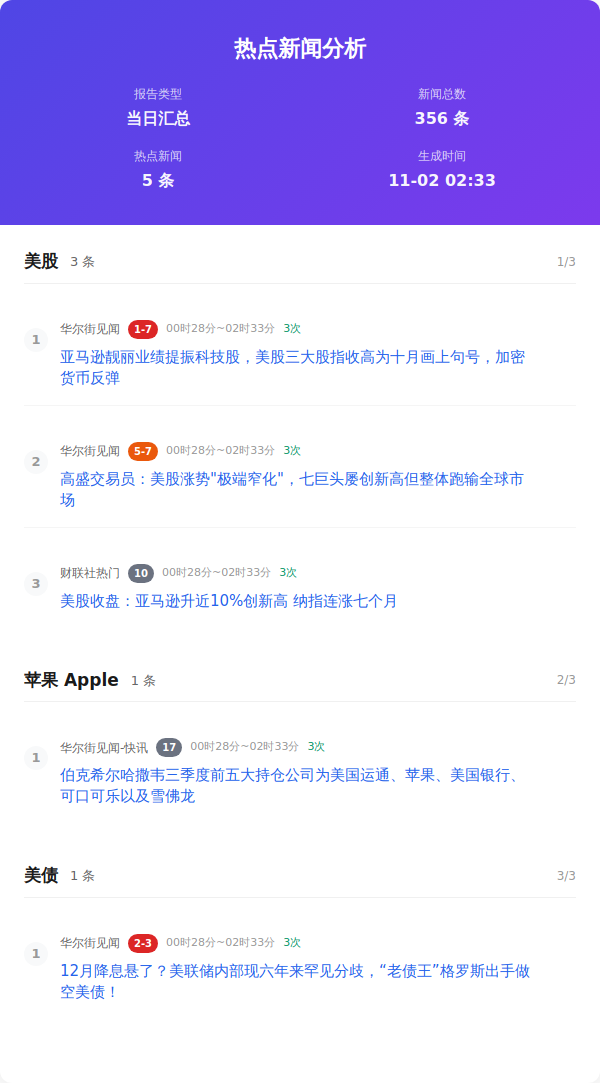 热点新闻分析
报告类型
新闻总数
当日汇总
356 条
热点新闻
生成时间
5 条
11-02 02:33
美股 3 条 1/3
1 华尔街见闻 1-7 00时28分~02时33分 3次
亚马逊靓丽业绩提振科技股，美股三大股指收高为十月画上句号，加密
货币反弹
2 华尔街见闻 5-7 00时28分~02时33分 3次
高盛交易员：美股涨势"极端窄化"，七巨头屡创新高但整体跑输全球市
场
3 财联社热门 10 00时28分~02时33分 3次
美股收盘：亚马逊升近10%创新高 纳指连涨七个月
苹果 Apple 1 条 2/3
1 华尔街见闻-快讯 17 00时28分~02时33分 3次
伯克希尔哈撒韦三季度前五大持仓公司为美国运通、苹果、美国银行、
可口可乐以及雪佛龙
美债 1 条 3/3
1 华尔街见闻 2-3 00时28分~02时33分 3次
12月降息悬了？美联储内部现六年来罕见分歧，“老债王”格罗斯出手做
空美债！